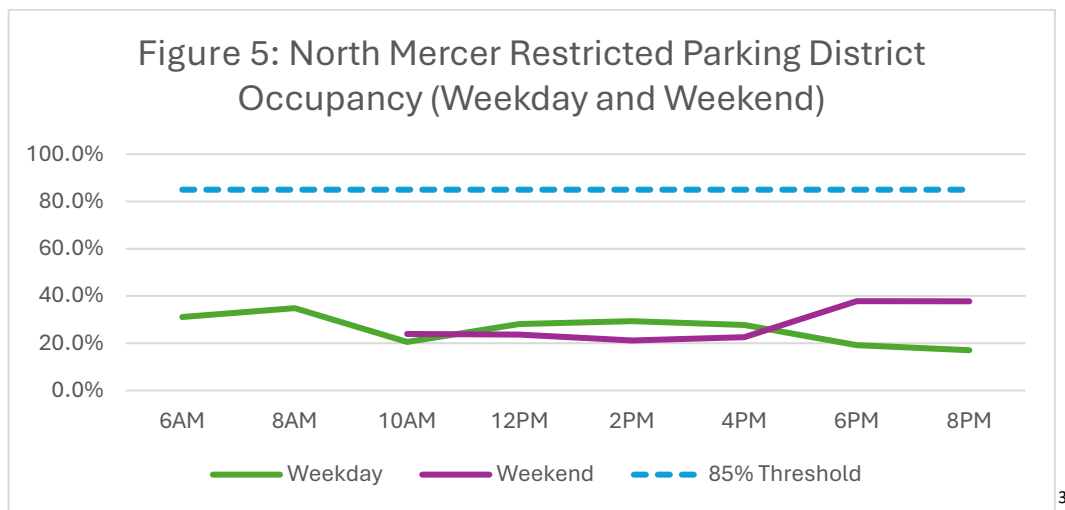 Figure 5: North Mercer Restricted Parking District
Occupancy (Weekday and Weekend)
100.0%
80.0%
60.0%
40.0%
20.0%
0.0%
6AM 8AM 10AM 12PM 2PM 4PM 6PM 8PM
Weekday Weekend 85% Threshold
3